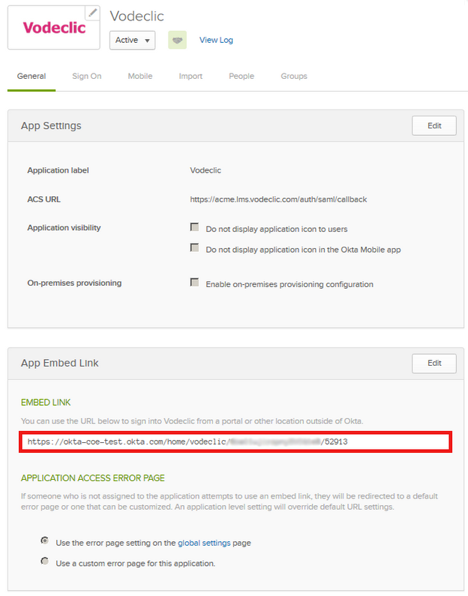 Vodeclic
Vodeclic
Active
View Log
General Sign On Mobile Import People Groups
App Settings
Edit
Application label Vodeclic
ACS URL https://acme.lms.vodeclic.com/auth/saml/callback
Application visibility Do not display application icon to users
Do not display application icon in the Okta Mobile app
On-premises provisioning Enable on-premises provisioning configuration
App Embed Link
Edit
EMBED LINK
You can use the URL below to sign into Vodeclic from a portal or other location outside of Okta.
https://okta-coe-test.okta.com/home/vodeclic/ /52913
APPLICATION ACCESS ERROR PAGE
If someone who is not assigned to the application attempts to use an embed link, they will be redirected to a default
error page or one that can be customized. An application level setting will override default URL settings.
Use the error page setting on the global settings page
Use a custom error page for this application.